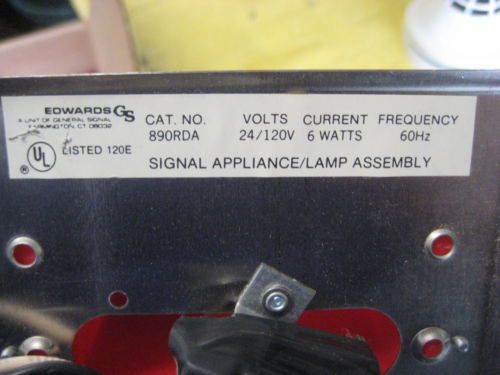 EDWARDS GS
A UNIT OF GENERAL SIGNAL
FARMINGTON, CT 06032
UL
®
LISTED 120E
CAT. NO. VOLTS CURRENT FREQUENCY
890RDA 24/120V 6 WATTS 60Hz
SIGNAL APPLIANCE/LAMP ASSEMBLY